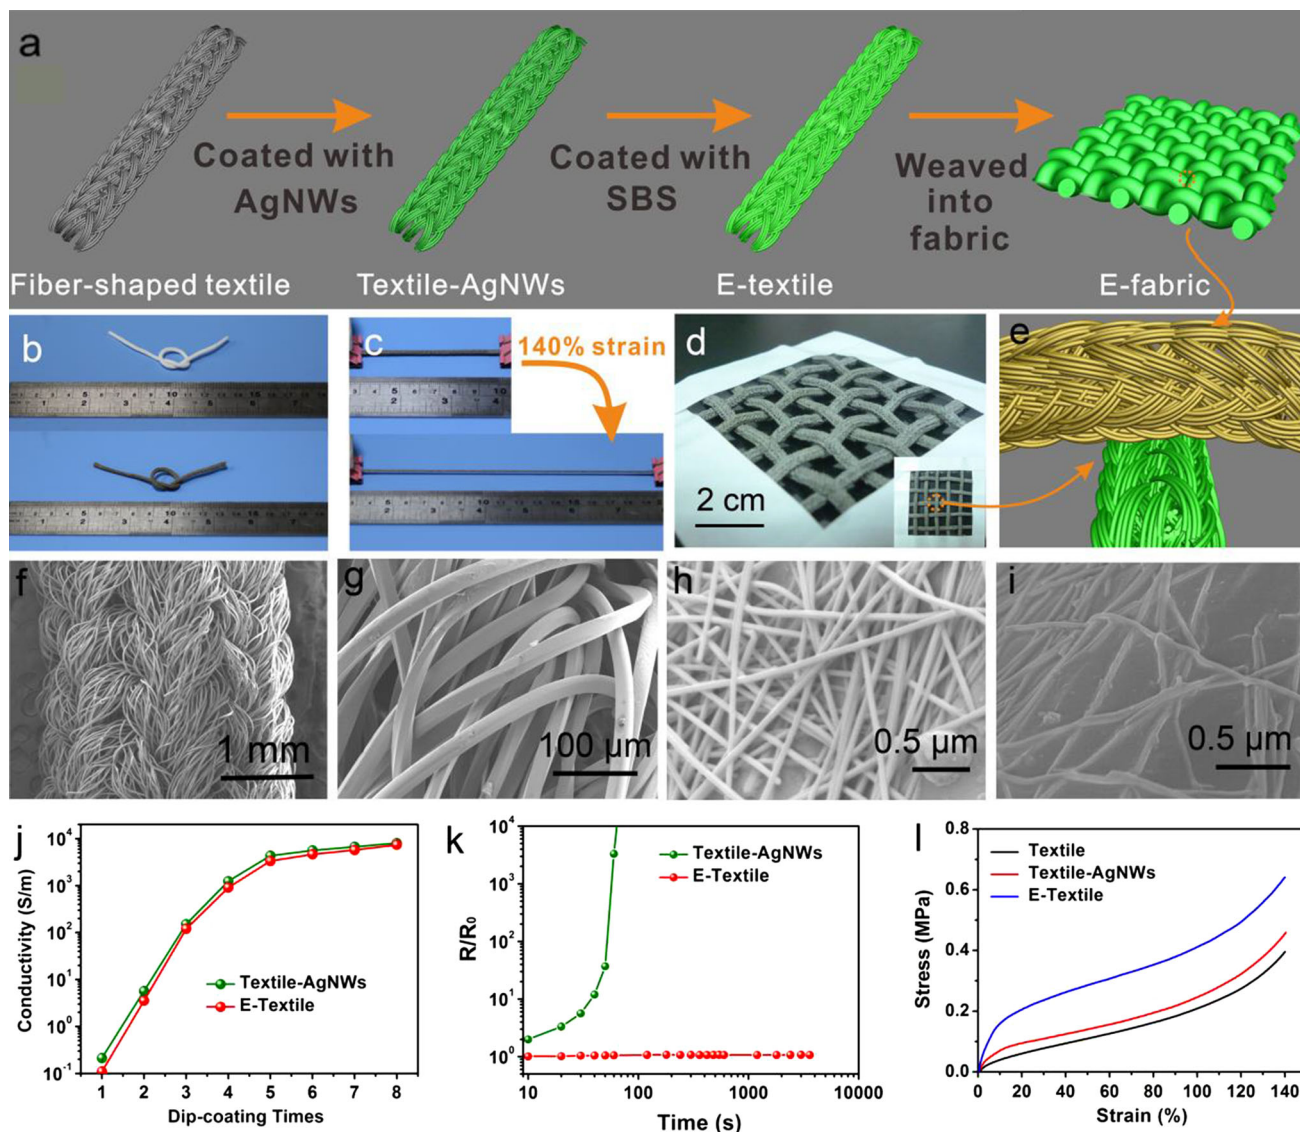 a
Coated with
AgNWs
Coated with
SBS
Weaved
into
fabric
Fiber-shaped textile
Textile-AgNWs
E-textile
E-fabric
b
c
140% strain
d
2 cm
e
f
1 mm
g
100 µm
h
0.5 µm
i
0.5 µm
j
Conductivity (S/m)
10⁴
10³
10²
10¹
10⁰
10⁻¹
Textile-AgNWs
E-Textile
1 2 3 4 5 6 7 8
Dip-coating Times
k
R/R₀
10⁴
10³
10²
10¹
10⁰
Textile-AgNWs
E-Textile
10 100 1000 10000
Time (s)
l
Stress (MPa)
0.8
0.6
0.4
0.2
0.0
Textile
Textile-AgNWs
E-Textile
0 20 40 60 80 100 120 140
Strain (%)